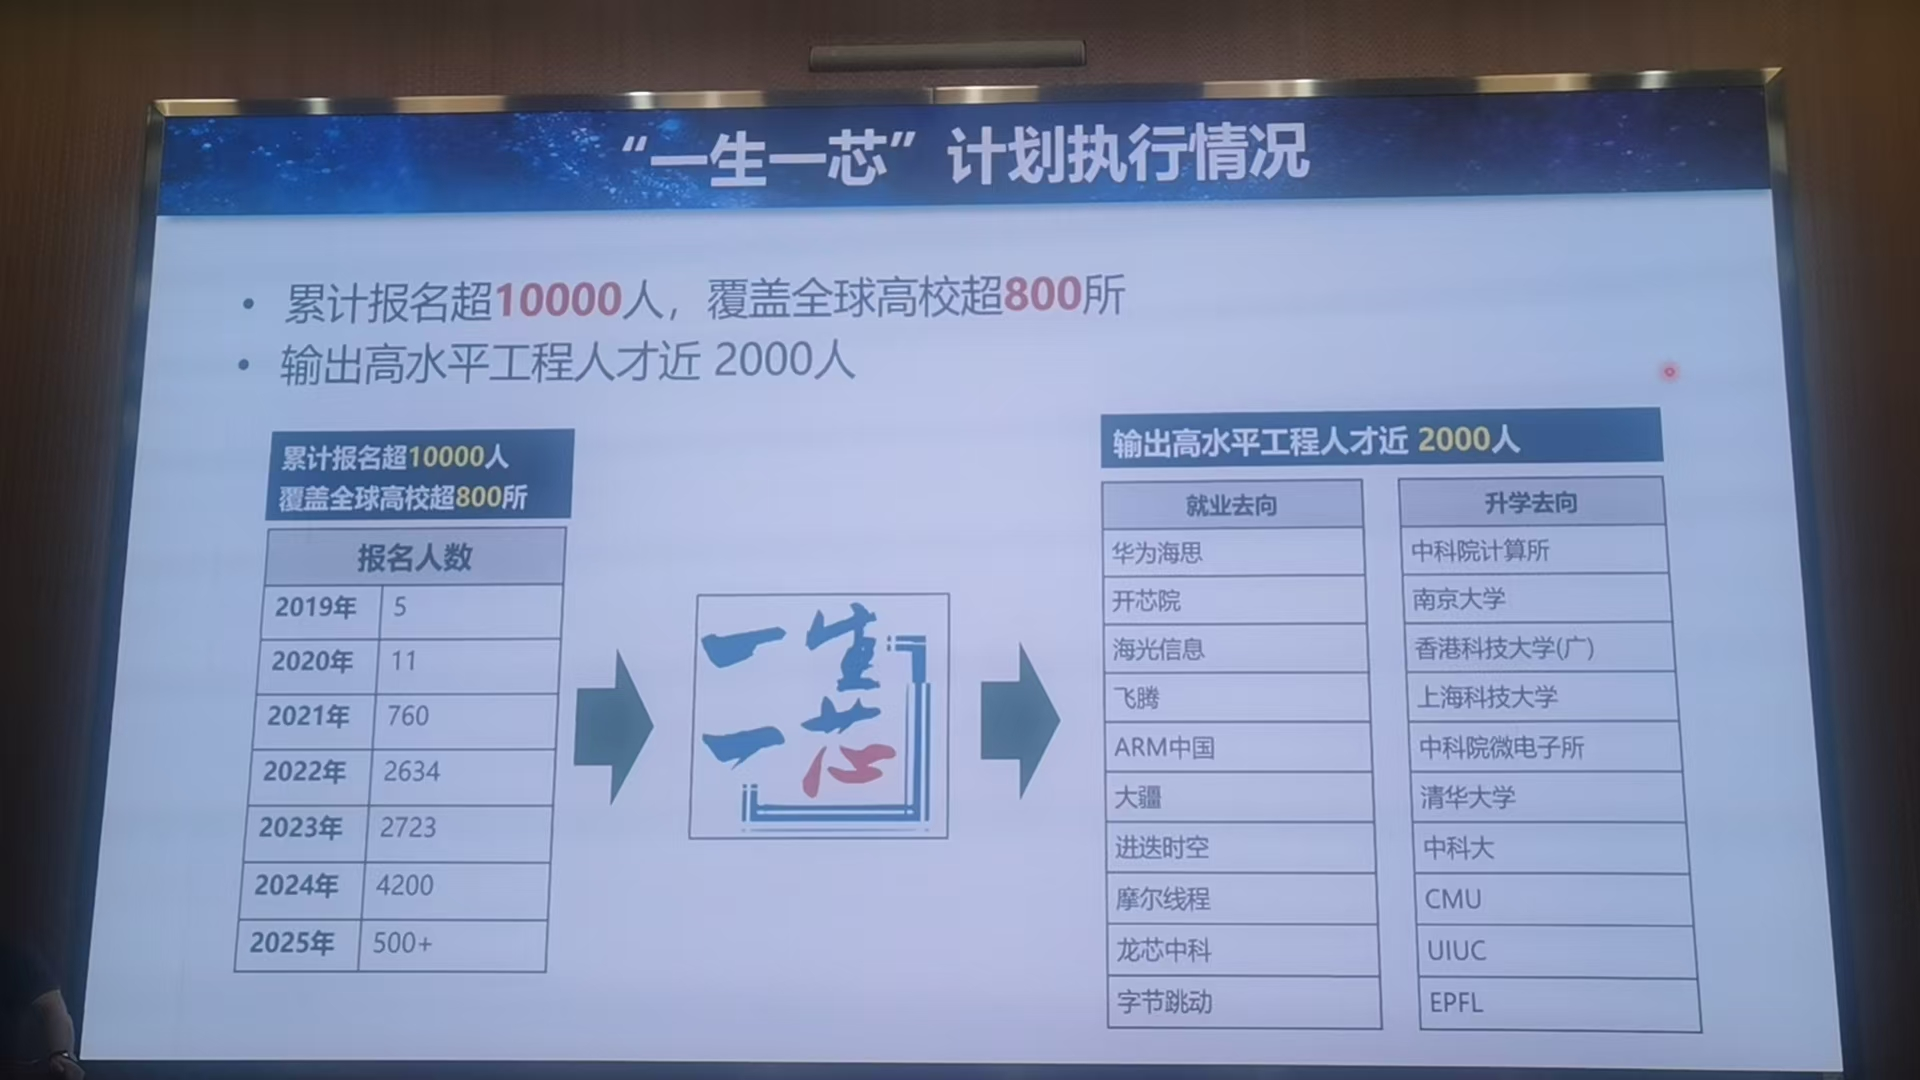 “一生一芯”计划执行情况
• 累计报名超10000人，覆盖全球高校超800所
• 输出高水平工程人才近 2000人
累计报名超10000人
覆盖全球高校超800所
报名人数
2019年 5
2020年 11
2021年 760
2022年 2634
2023年 2723
2024年 4200
2025年 500+
一生
一芯
输出高水平工程人才近 2000人
就业去向
华为海思
开芯院
海光信息
飞腾
ARM中国
大疆
进迭时空
摩尔线程
龙芯中科
字节跳动
升学去向
中科院计算所
南京大学
香港科技大学(广)
上海科技大学
中科院微电子所
清华大学
中科大
CMU
UIUC
EPFL